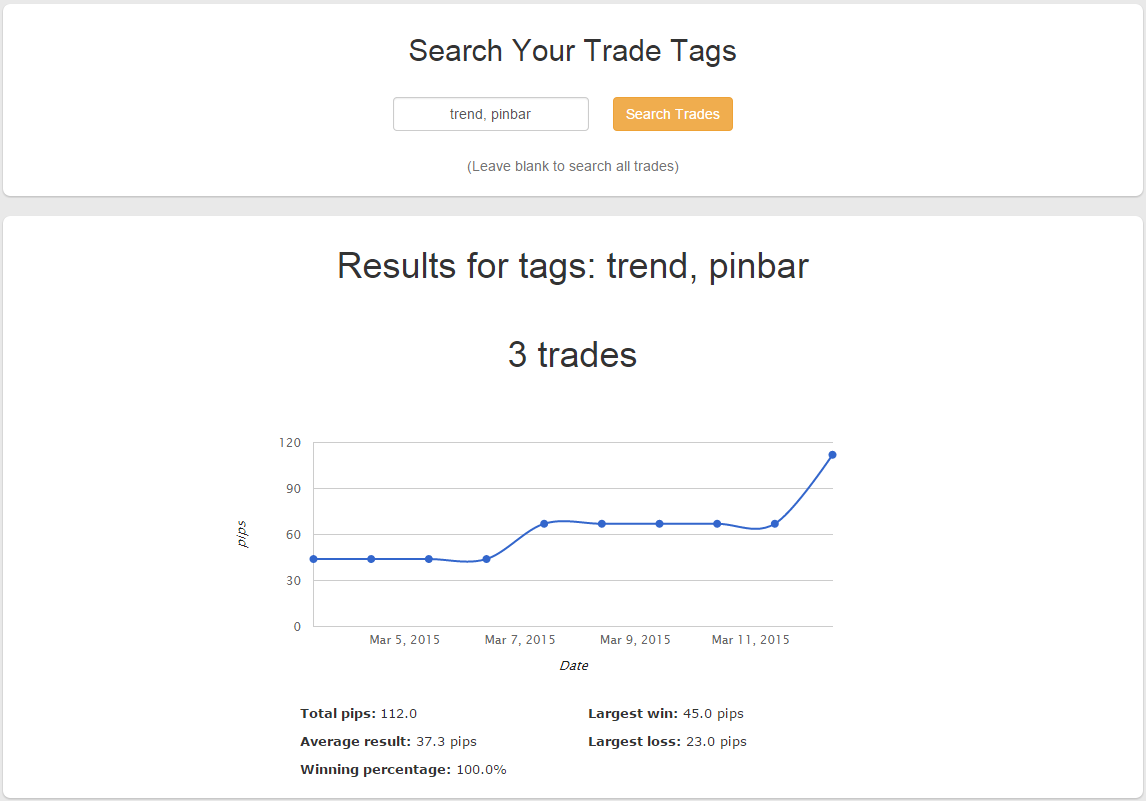 Search Your Trade Tags
trend, pinbar
Search Trades
(Leave blank to search all trades)
Results for tags: trend, pinbar
3 trades
120
90
60
30
0
pips
Mar 5, 2015
Mar 7, 2015
Mar 9, 2015
Mar 11, 2015
Date
Total pips: 112.0
Largest win: 45.0 pips
Average result: 37.3 pips
Largest loss: 23.0 pips
Winning percentage: 100.0%